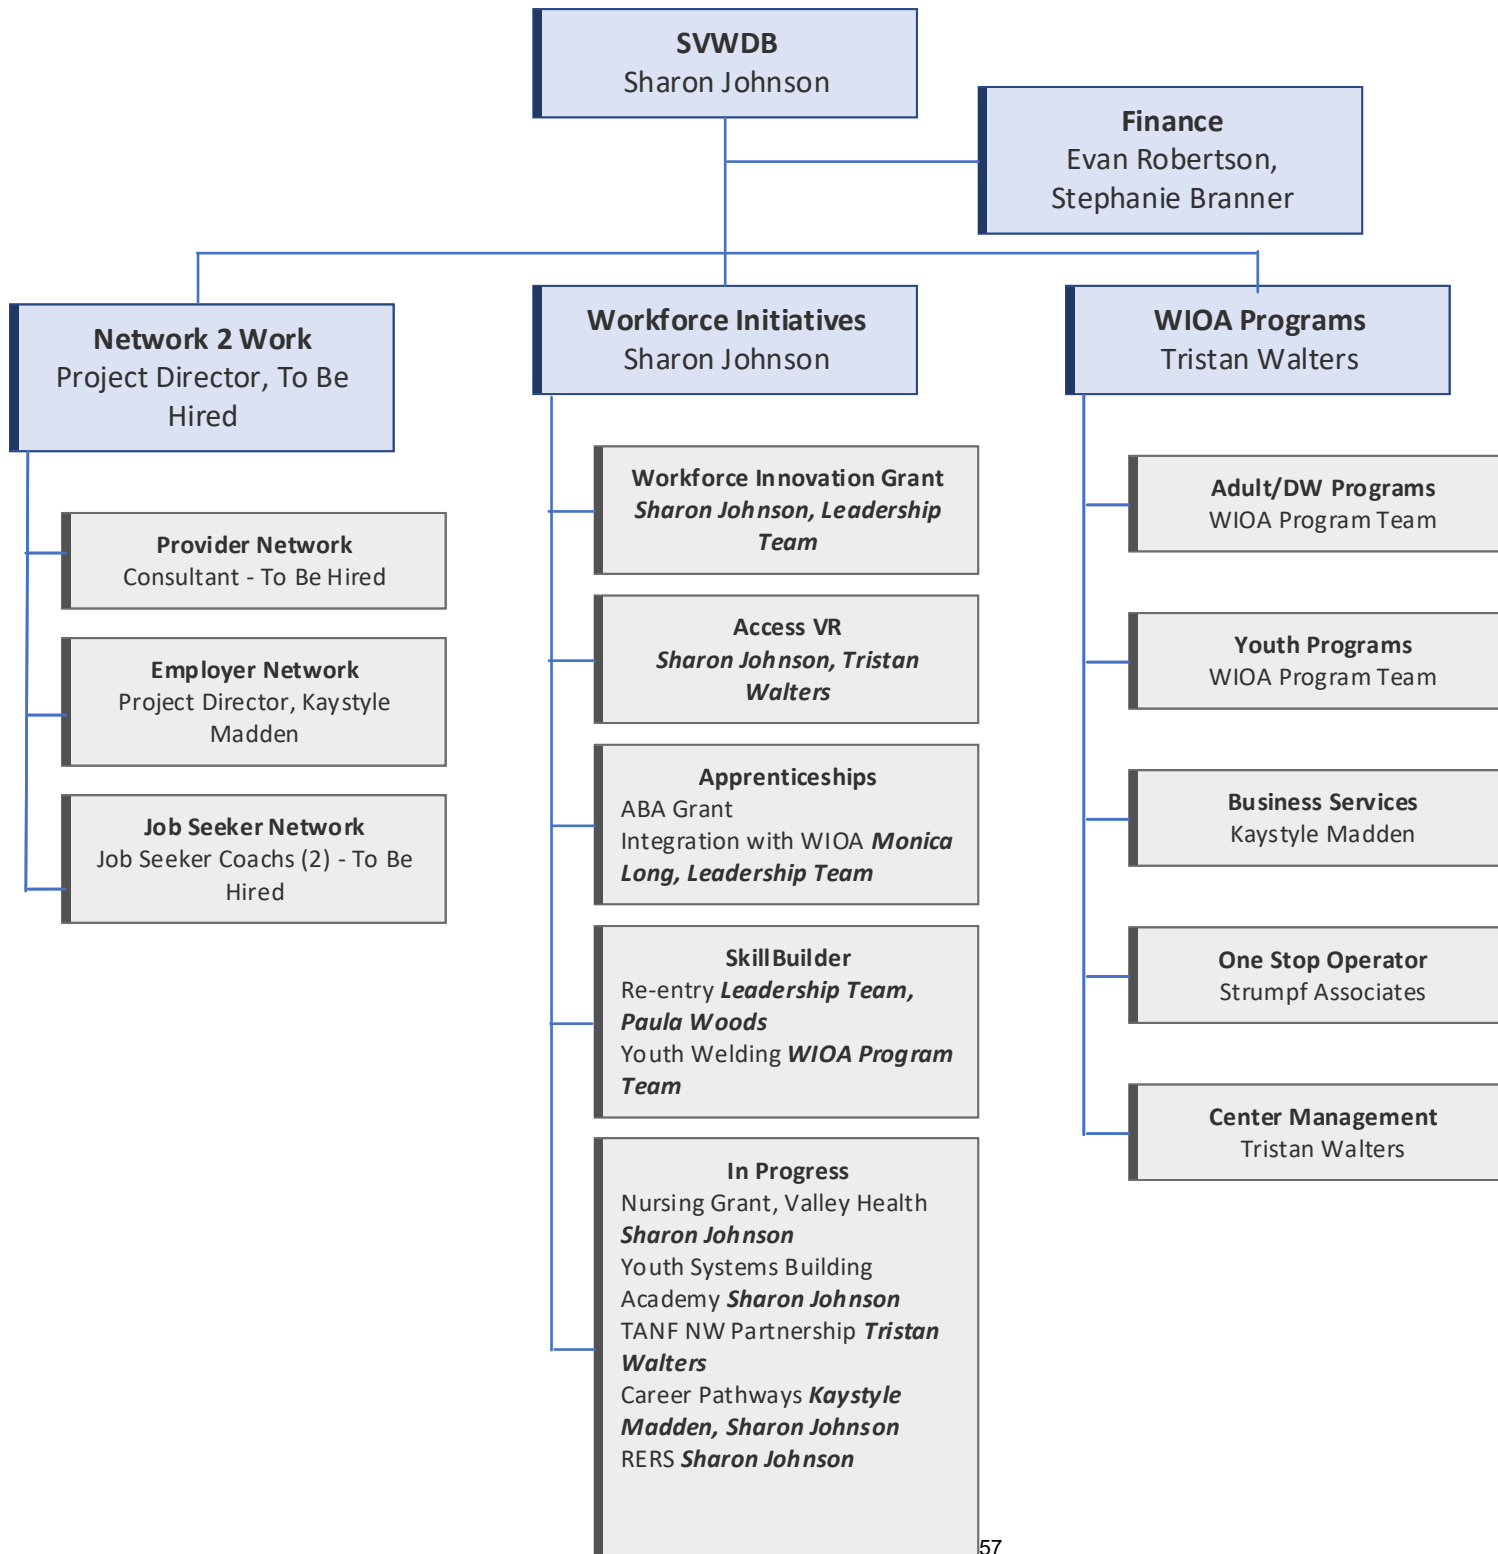 SVWDB
Sharon Johnson
Finance
Evan Robertson,
Stephanie Branner
Network 2 Work
Project Director, To Be
Hired
Provider Network
Consultant - To Be Hired
Employer Network
Project Director, Kaystyle
Madden
Job Seeker Network
Job Seeker Coachs (2) - To Be
Hired
Workforce Initiatives
Sharon Johnson
Workforce Innovation Grant
Sharon Johnson, Leadership
Team
Access VR
Sharon Johnson, Tristan
Walters
Apprenticeships
ABA Grant
Integration with WIOA Monica
Long, Leadership Team
SkillBuilder
Re-entry Leadership Team,
Paula Woods
Youth Welding WIOA Program
Team
In Progress
Nursing Grant, Valley Health
Sharon Johnson
Youth Systems Building
Academy Sharon Johnson
TANF NW Partnership Tristan
Walters
Career Pathways Kaystyle
Madden, Sharon Johnson
RERS Sharon Johnson
WIOA Programs
Tristan Walters
Adult/DW Programs
WIOA Program Team
Youth Programs
WIOA Program Team
Business Services
Kaystyle Madden
One Stop Operator
Strumpf Associates
Center Management
Tristan Walters
57